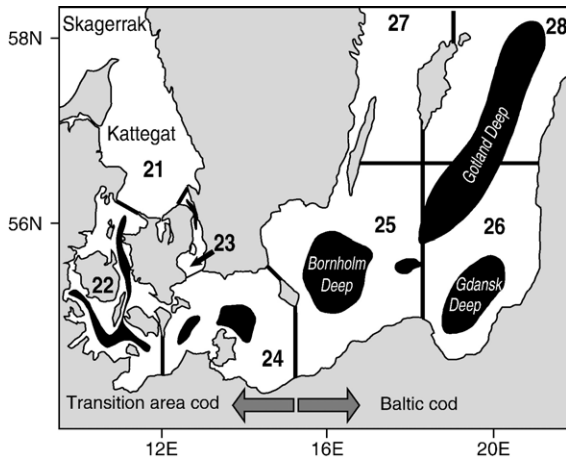 58N
Skagerrak
27
28
Kattegat
21
Gotland Deep
56N
23
25
26
22
Bornholm
Deep
Gdansk
Deep
24
Transition area cod
Baltic cod
12E
16E
20E